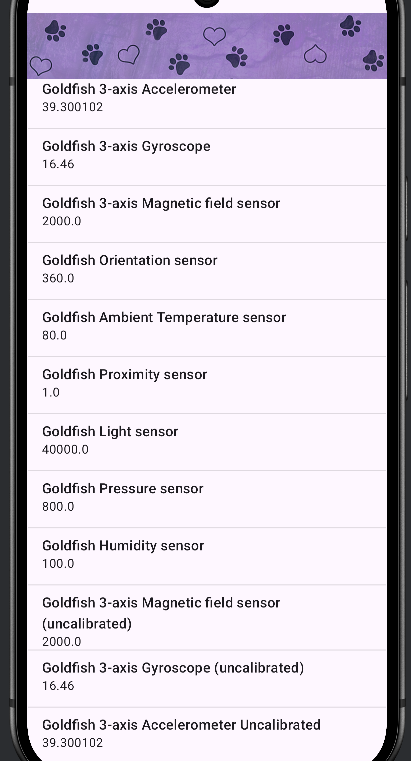 Goldfish 3-axis Accelerometer
39.300102
Goldfish 3-axis Gyroscope
16.46
Goldfish 3-axis Magnetic field sensor
2000.0
Goldfish Orientation sensor
360.0
Goldfish Ambient Temperature sensor
80.0
Goldfish Proximity sensor
1.0
Goldfish Light sensor
40000.0
Goldfish Pressure sensor
800.0
Goldfish Humidity sensor
100.0
Goldfish 3-axis Magnetic field sensor
(uncalibrated)
2000.0
Goldfish 3-axis Gyroscope (uncalibrated)
16.46
Goldfish 3-axis Accelerometer Uncalibrated
39.300102